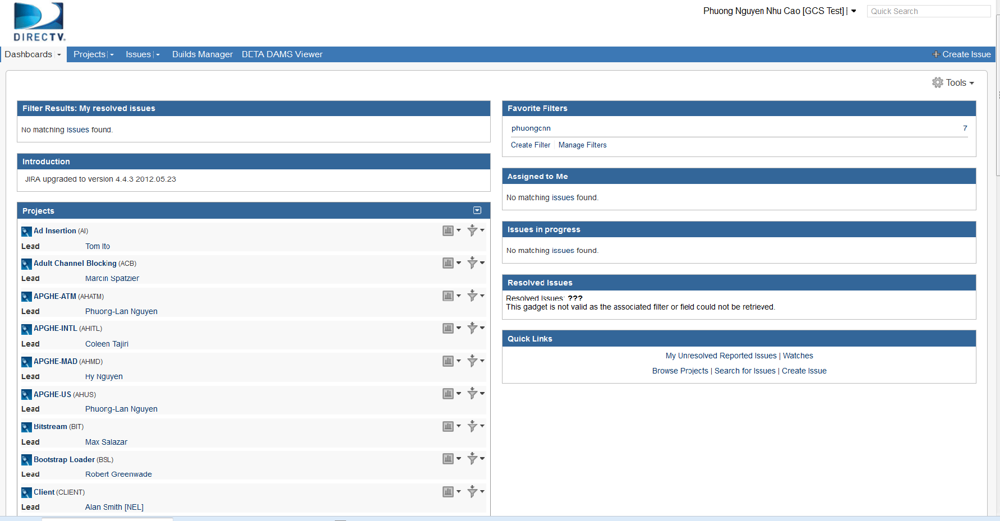 DIRECTV.
Phuong Nguyen Nhu Cao [GCS Test]
Quick Search
Dashboards
Projects
Issues
Builds Manager
BETA DAMS Viewer
Create Issue
Tools
Filter Results: My resolved issues
No matching issues found.
Introduction
JIRA upgraded to version 4.4.3 2012.05.23
Projects
Ad Insertion (AI)
Lead Tom Ito
Adult Channel Blocking (ACB)
Lead Marcin Spatzier
APGHE-ATM (AHATM)
Lead Phuong-Lan Nguyen
APGHE-INTL (AHITL)
Lead Coleen Tajiri
APGHE-MAD (AHMD)
Lead Hy Nguyen
APGHE-US (AHUS)
Lead Phuong-Lan Nguyen
Bitstream (BIT)
Lead Max Salazar
Bootstrap Loader (BSL)
Lead Robert Greenwade
Client (CLIENT)
Lead Alan Smith [NEL]
Favorite Filters
phuongcnn 7
Create Filter Manage Filters
Assigned to Me
No matching issues found.
Issues in progress
No matching issues found.
Resolved Issues
Resolved Issues: ???
This gadget is not valid as the associated filter or field could not be retrieved.
Quick Links
My Unresolved Reported Issues | Watches
Browse Projects | Search for Issues | Create Issue